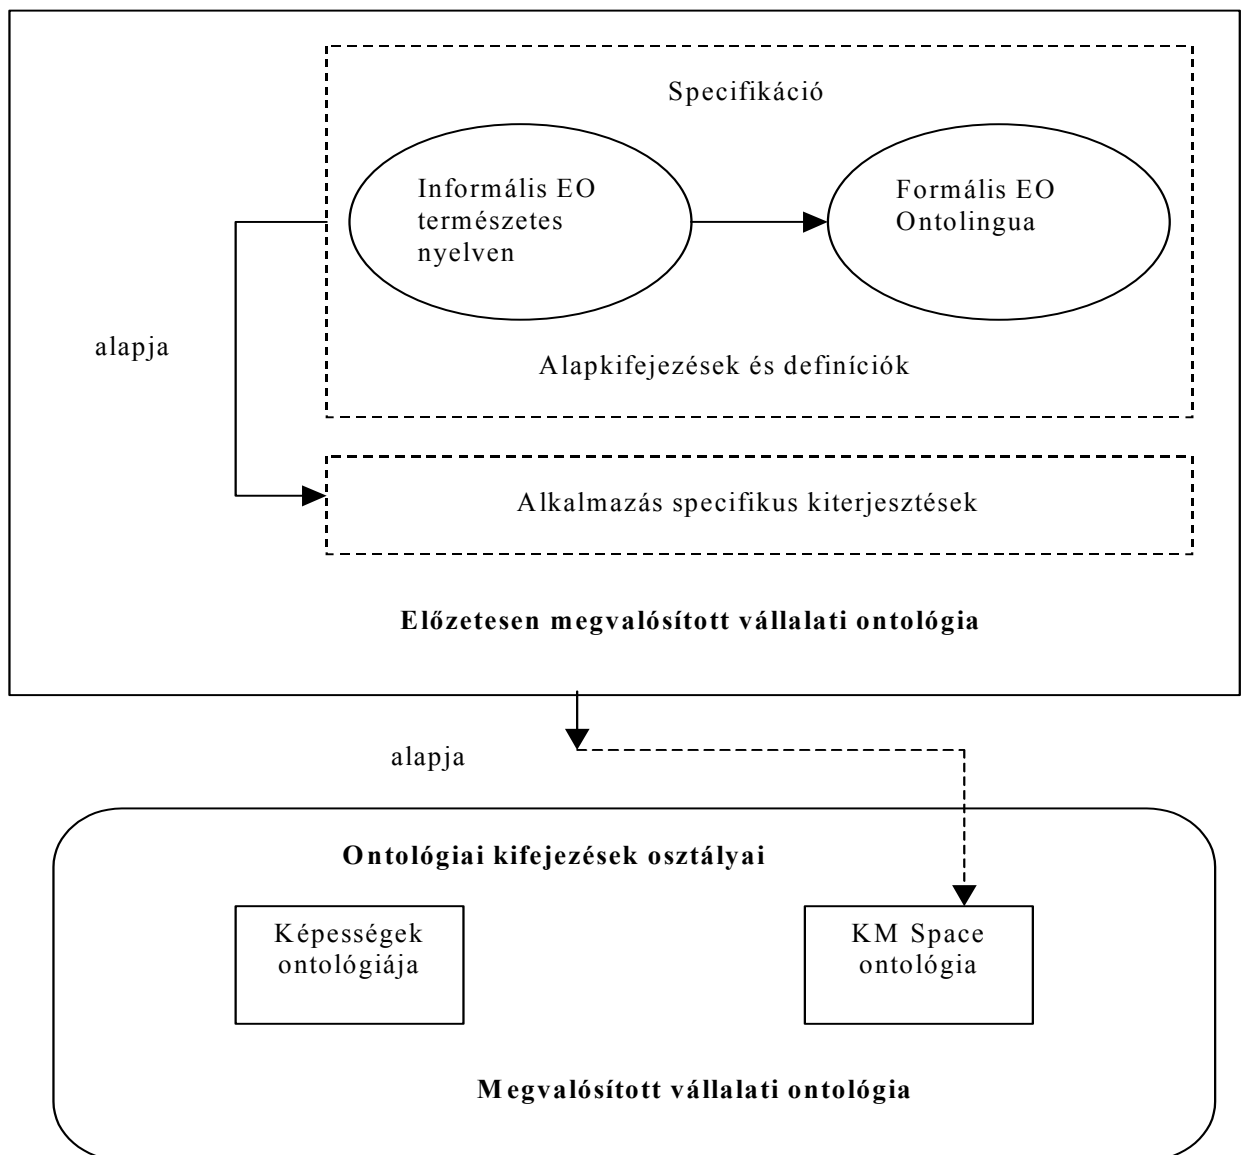 Specifikáció
Informális EO
természetes
nyelven
Formális EO
Ontolingua
alapja
Alapkifejezések és definíciók
Alkalmazás specifikus kiterjesztések
Előzetesen megvalósított vállalati ontológia
alapja
Ontológiai kifejezések osztályai
Képességek
ontológiája
KM Space
ontológia
Megvalósított vállalati ontológia